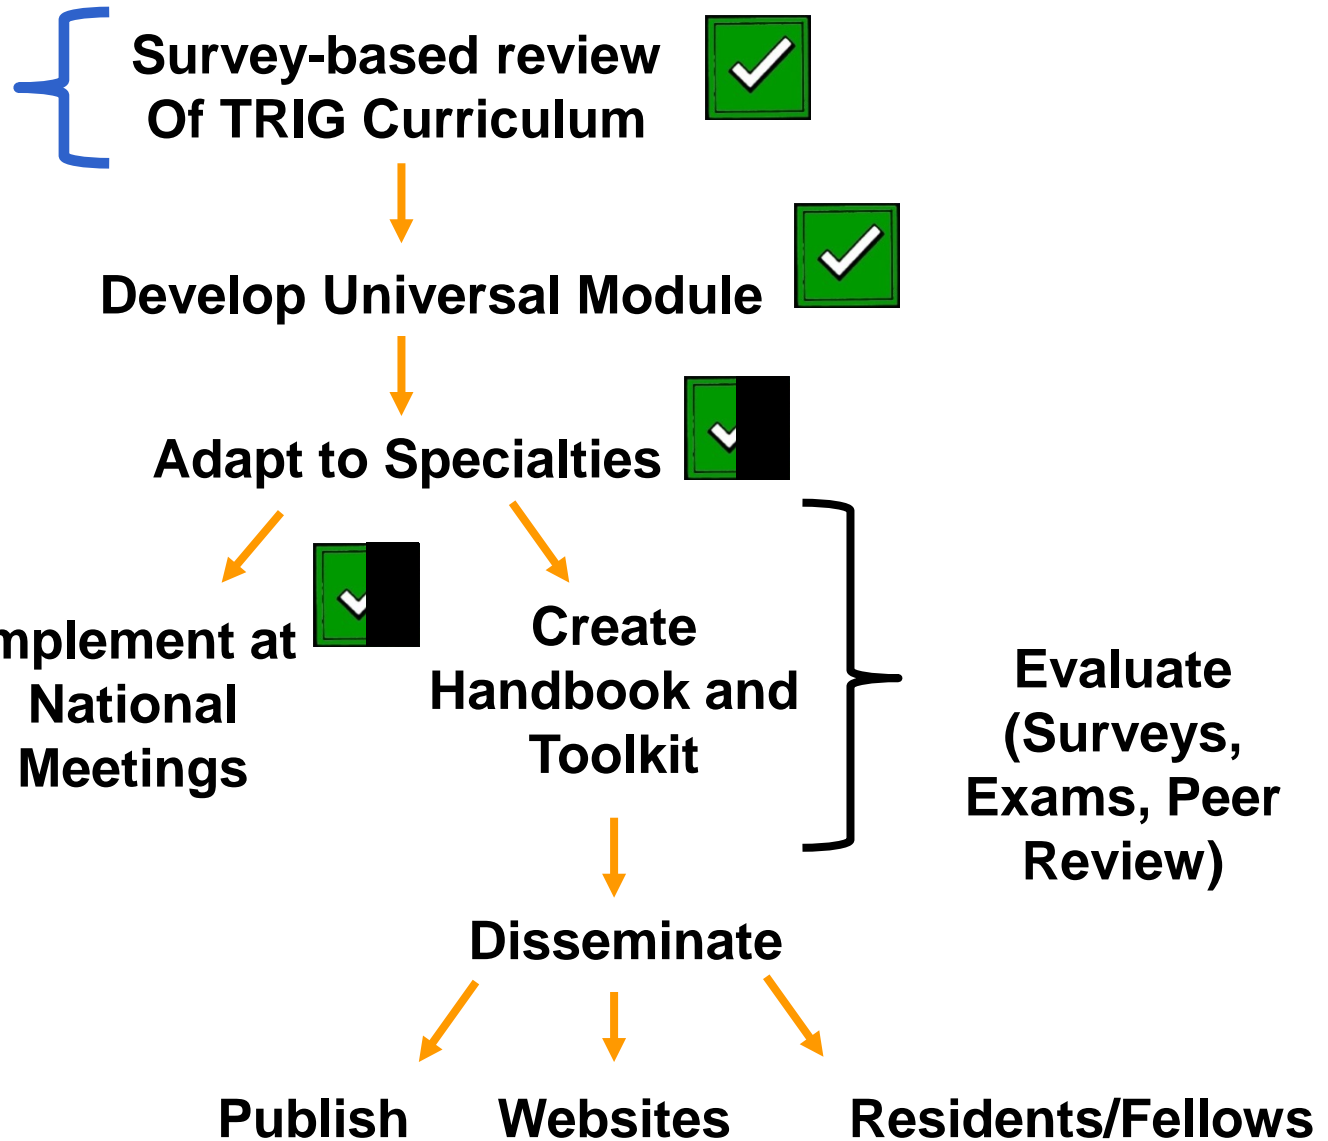 Survey-based review
Of TRIG Curriculum
Develop Universal Module
Adapt to Specialties
mplement at
National
Meetings
Create
Handbook and
Toolkit
Evaluate
(Surveys,
Exams, Peer
Review)
Disseminate
Publish
Websites
Residents/Fellows